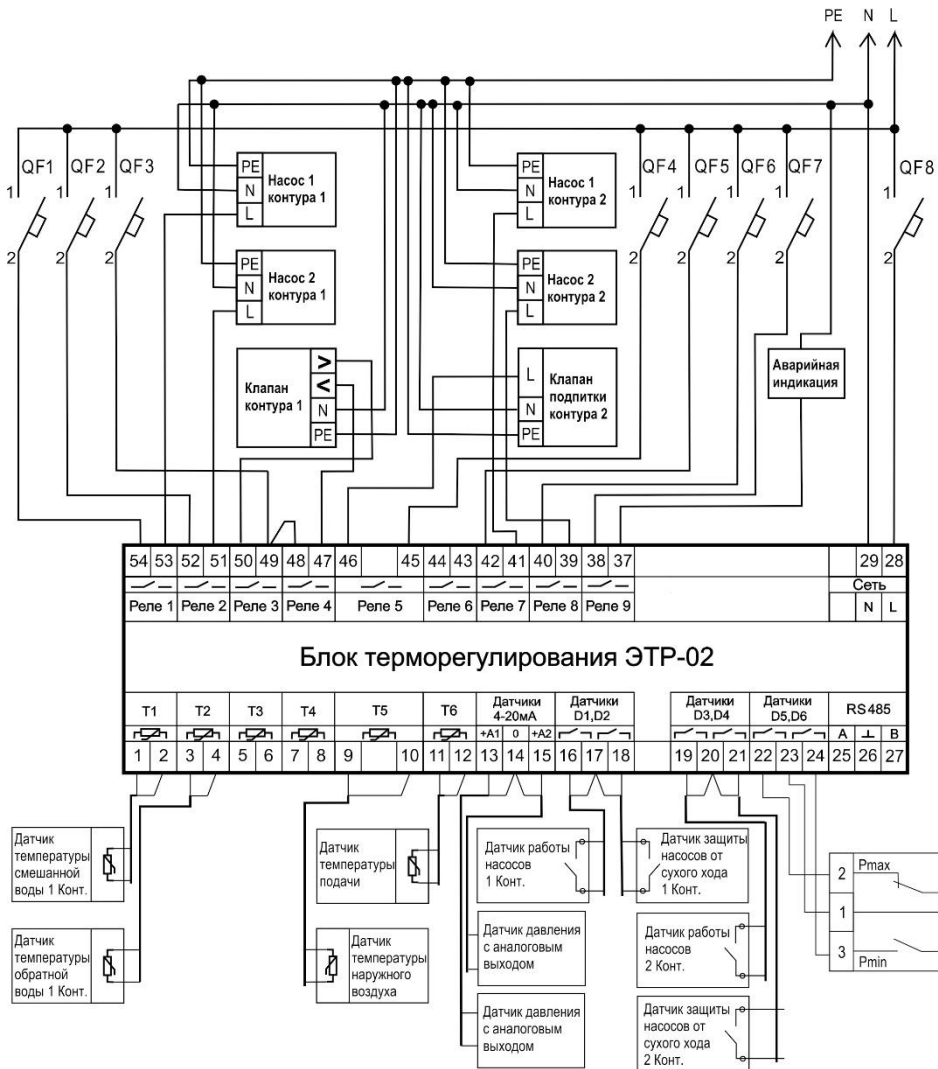 PE N L
QF1 QF2 QF3 QF4 QF5 QF6 QF7 QF8
1 1 1 1 1 1 1 1
2 2 2 2 2 2 2 2
PE
N
L
Насос 1
контура 1
PE
N
L
Насос 1
контура 2
PE
N
L
Насос 2
контура 1
PE
N
L
Насос 2
контура 2
Клапан
контура 1
>
<
N
PE
L
N
PE
Клапан
подпитки
контура 2
Аварийная
индикация
54 53 52 51 50 49 48 47 46 45 44 43 42 41 40 39 38 37 29 28
Сеть
Реле 1 Реле 2 Реле 3 Реле 4 Реле 5 Реле 6 Реле 7 Реле 8 Реле 9 N L
Блок терморегулирования ЭТР-02
T1 T2 T3 T4 T5 T6
Датчики
4-20мА
Датчики
D1,D2
Датчики
D3,D4
Датчики
D5,D6
RS485
+A1 0 +A2 A ⊥ B
1 2 3 4 5 6 7 8 9 10 11 12 13 14 15 16 17 18 19 20 21 22 23 24 25 26 27
Датчик
температуры
смешанной
воды 1 Конт.
Датчик
температуры
подачи
Датчик работы
насосов
1 Конт.
Датчик защиты
насосов от
сухого хода
1 Конт.
2 Pmax
1
3 Pmin
Датчик
температуры
обратной
воды 1 Конт.
Датчик
температуры
наружного
воздуха
Датчик давления
с аналоговым
выходом
Датчик работы
насосов
2 Конт.
Датчик давления
с аналоговым
выходом
Датчик защиты
насосов от
сухого хода
2 Конт.